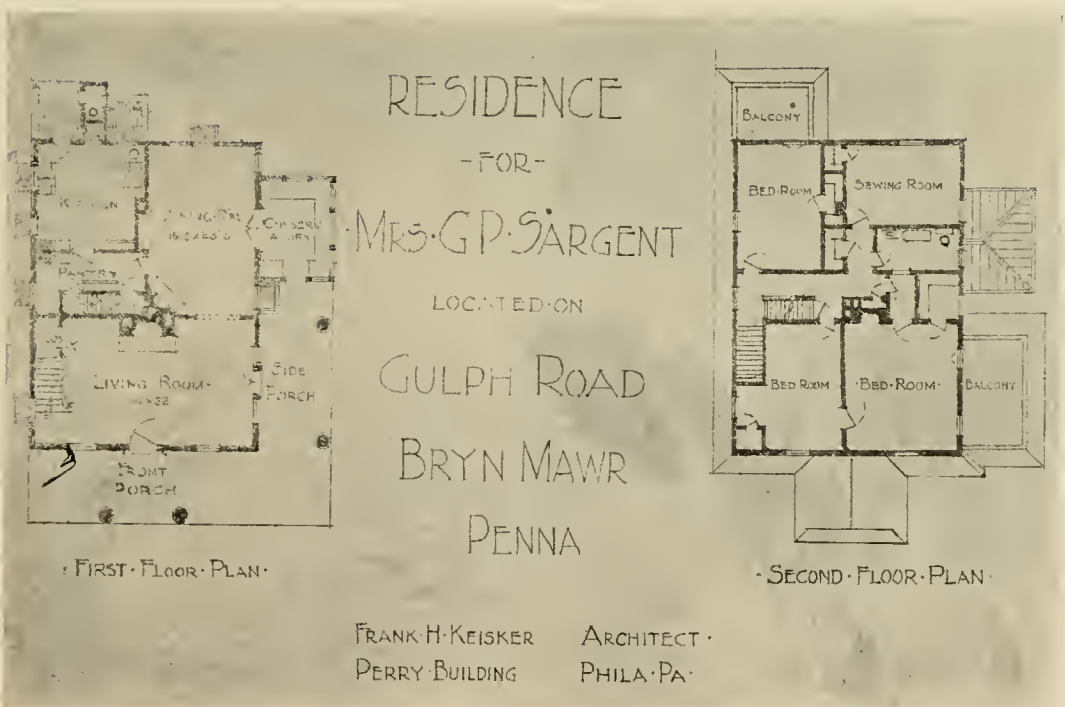 RESIDENCE
-FOR-
MRS·G P·SARGENT
LOCATED·ON
GULPH ROAD
BRYN MAWR
PENNA
KITCHEN
PANTRY
LIVING ROOM·
SIDE
PORCH
FRONT
PORCH
·FIRST·FLOOR·PLAN·
BALCONY
BED-ROOM
SEWING ROOM
BED ROOM
·BED·ROOM·
BALCONY
·SECOND·FLOOR·PLAN·
FRANK·H·KEISKER ARCHITECT·
PERRY·BUILDING PHILA·PA·